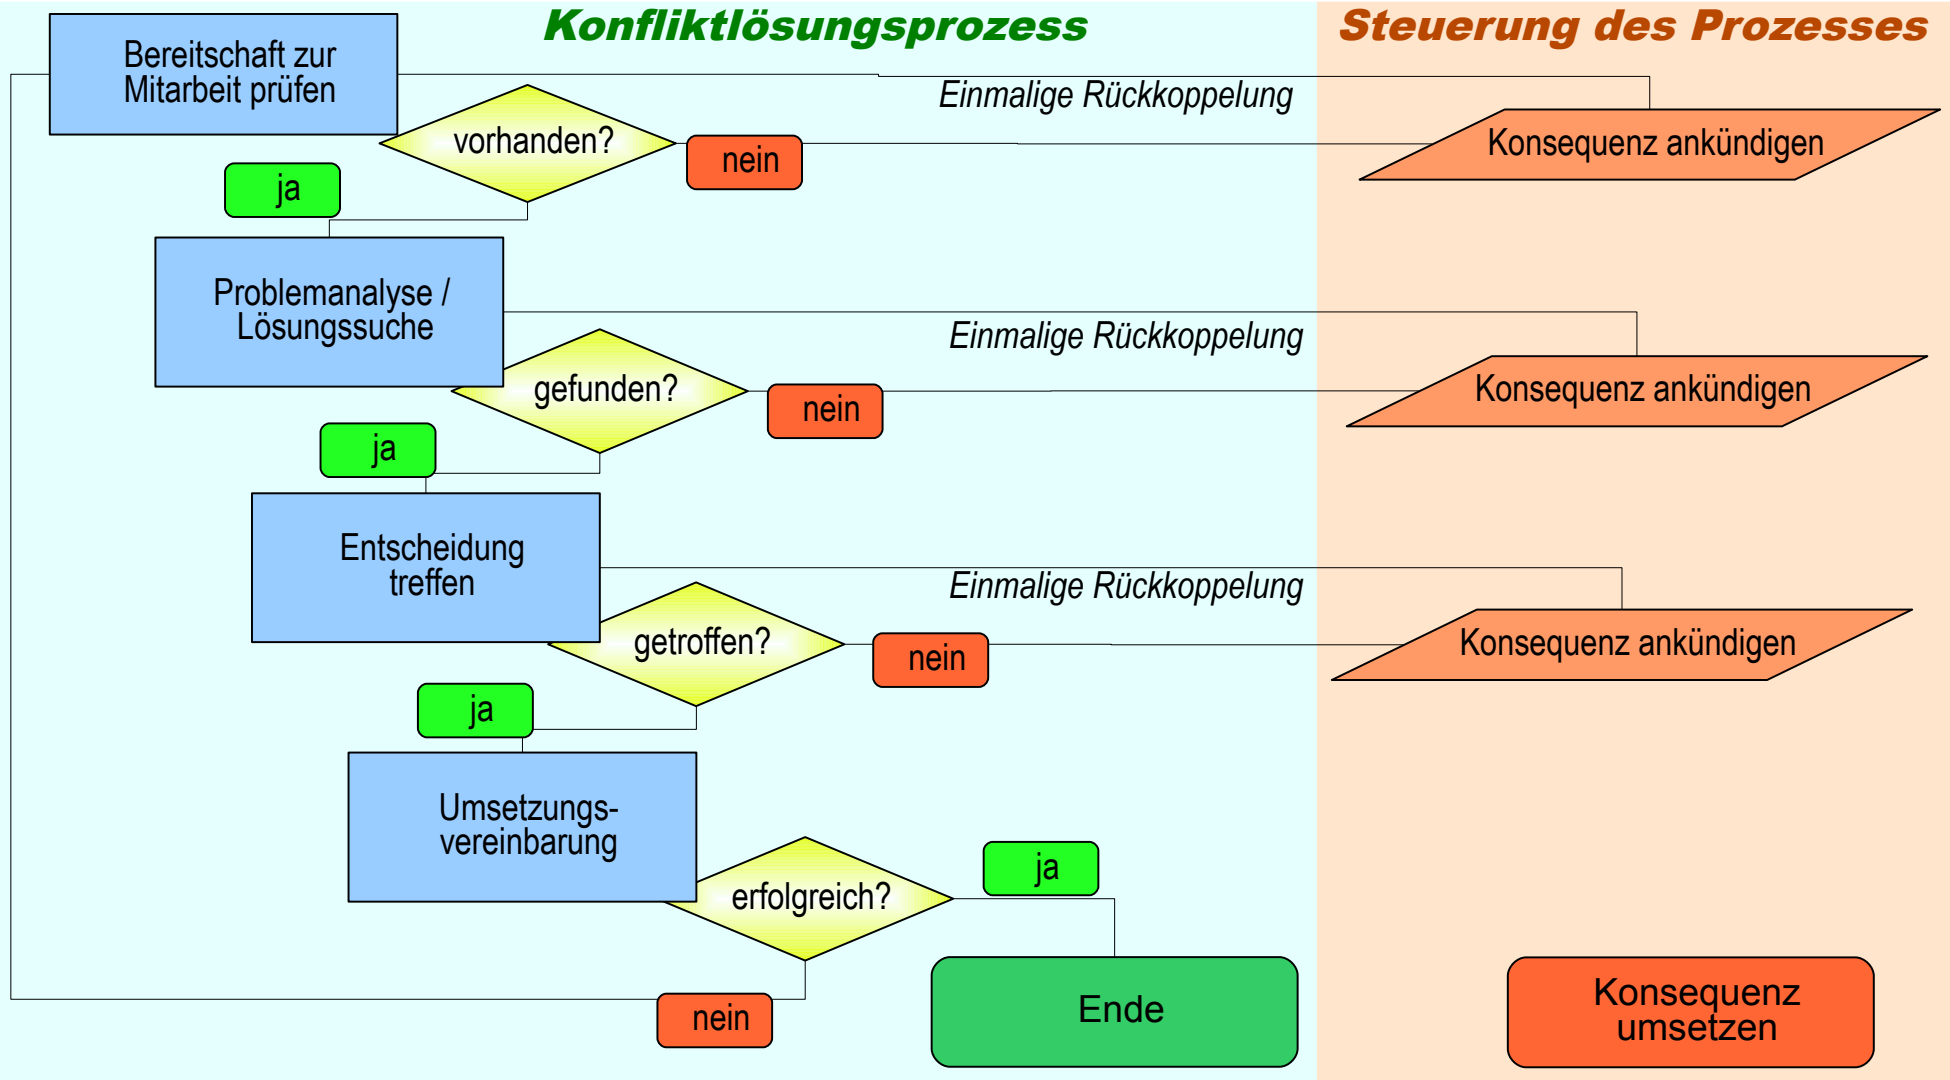 Konfliktlösungsprozess
Steuerung des Prozesses
Bereitschaft zur
Mitarbeit prüfen
Einmalige Rückkoppelung
vorhanden?
nein
Konsequenz ankündigen
ja
Problemanalyse /
Lösungssuche
Einmalige Rückkoppelung
gefunden?
nein
Konsequenz ankündigen
ja
Entscheidung
treffen
Einmalige Rückkoppelung
getroffen?
nein
Konsequenz ankündigen
ja
Umsetzungs-
vereinbarung
erfolgreich?
ja
nein
Ende
Konsequenz
umsetzen